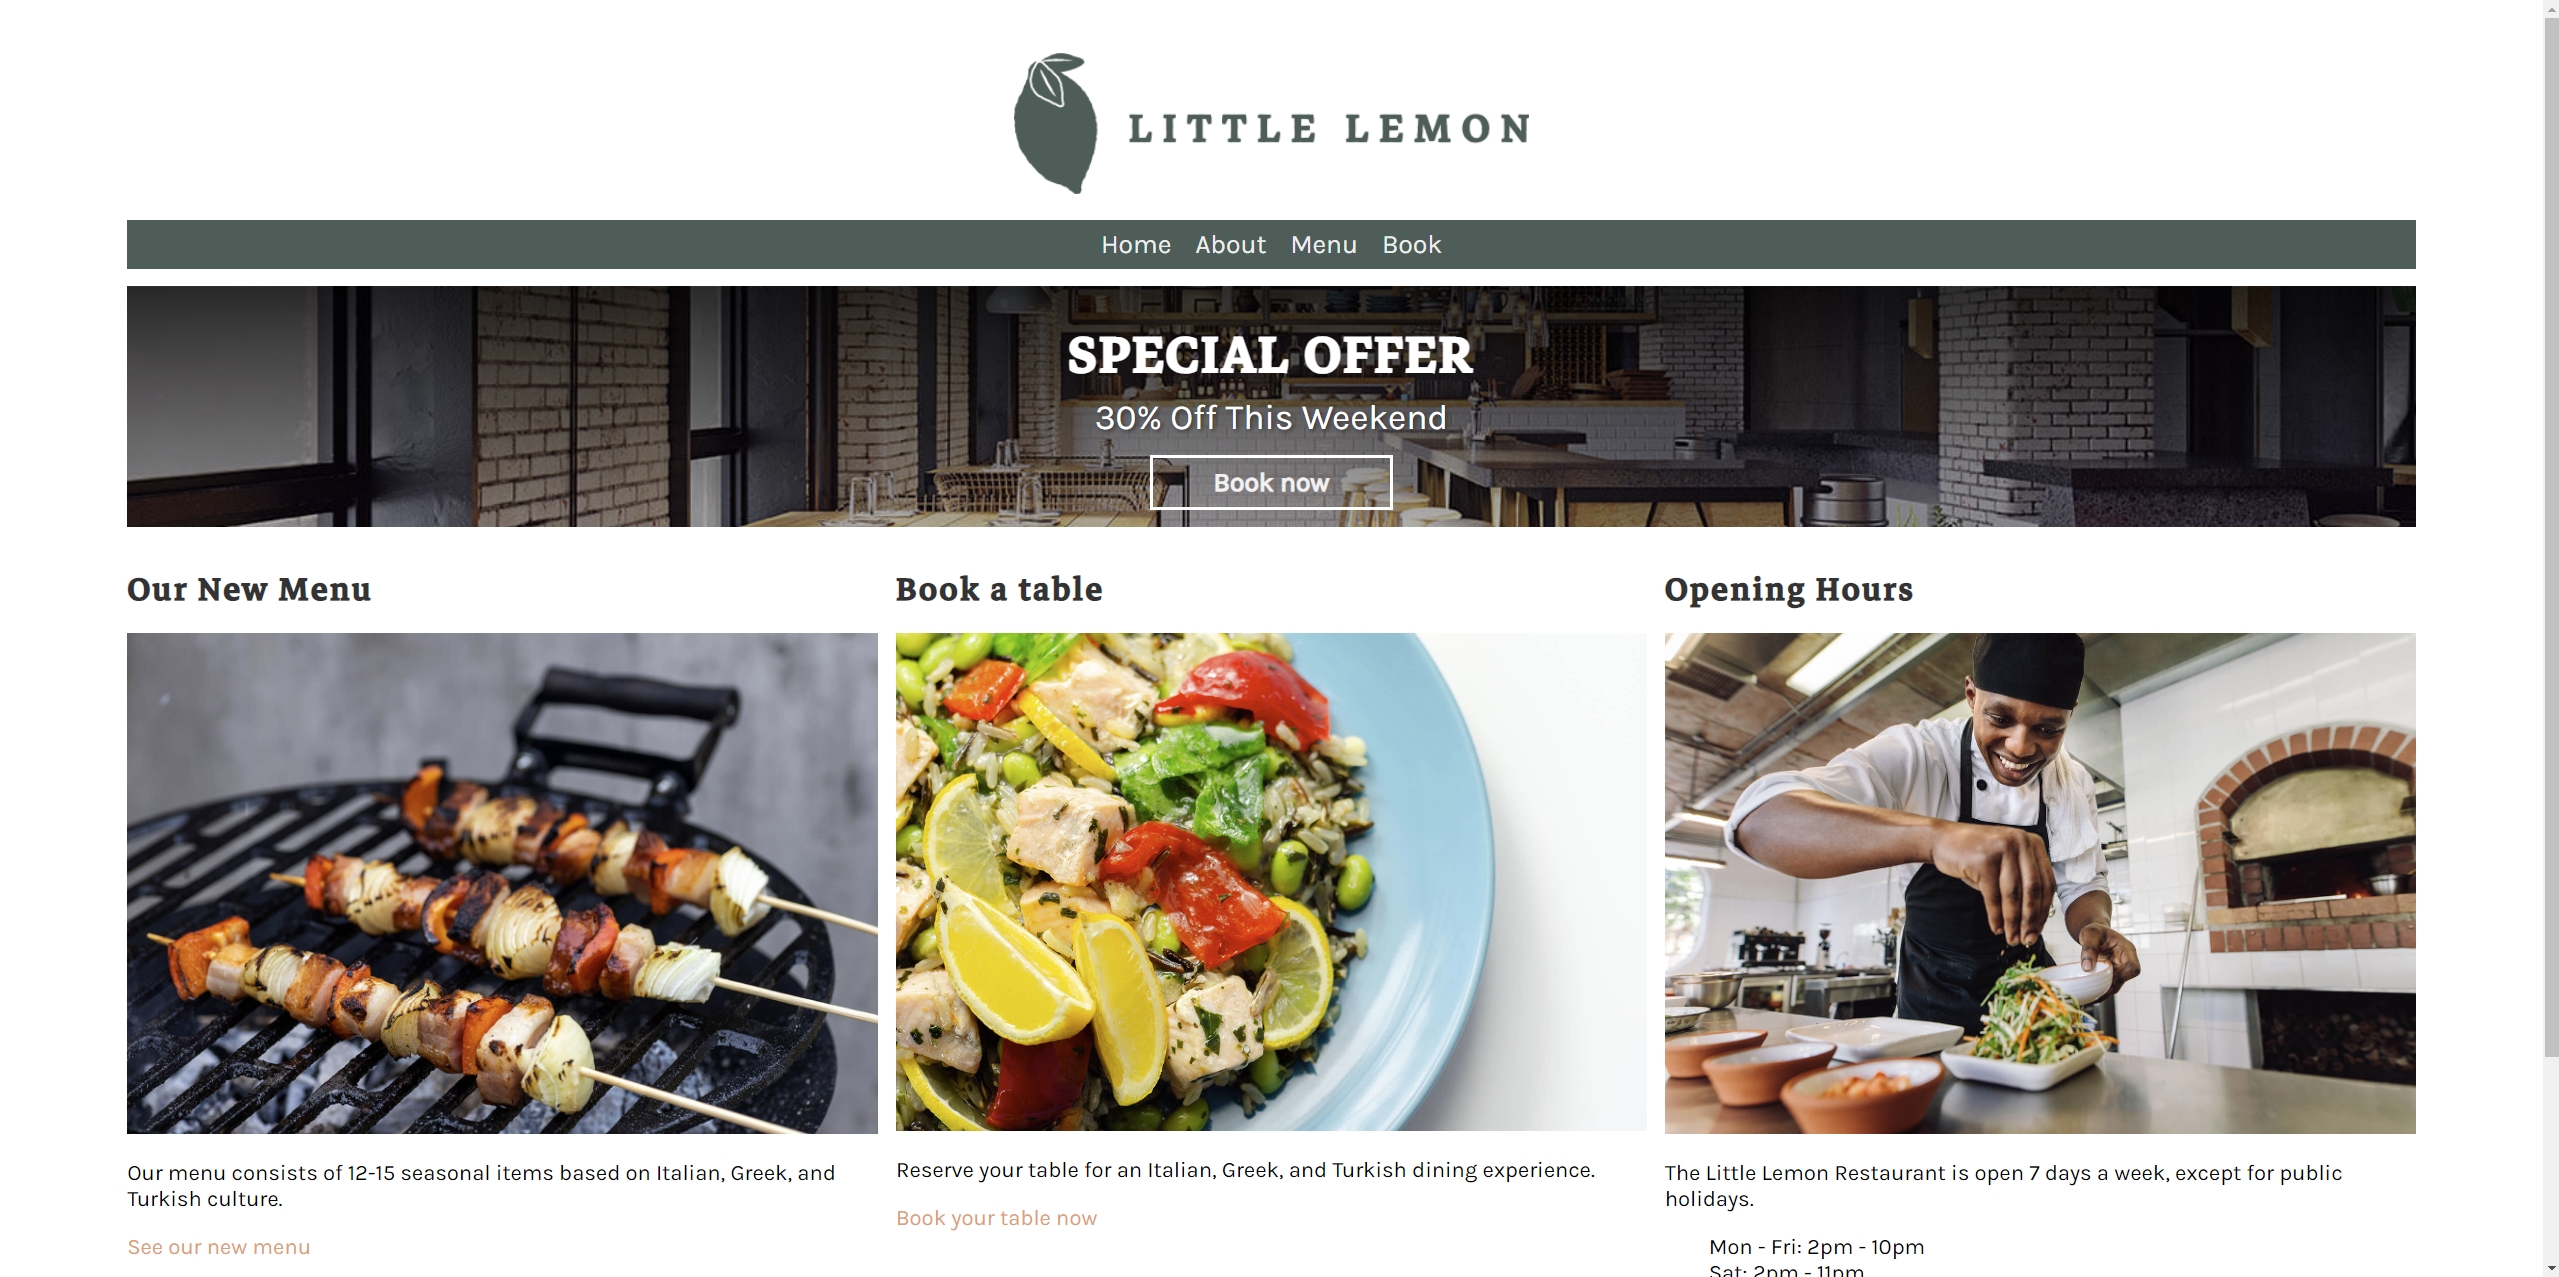 LITTLE LEMON
Home About Menu Book
SPECIAL OFFER
30% Off This Weekend
Book now
Our New Menu
Our menu consists of 12-15 seasonal items based on Italian, Greek, and
Turkish culture.
See our new menu
Book a table
Reserve your table for an Italian, Greek, and Turkish dining experience.
Book your table now
Opening Hours
The Little Lemon Restaurant is open 7 days a week, except for public
holidays.
Mon - Fri: 2pm - 10pm
Sat: 2pm - 11pm